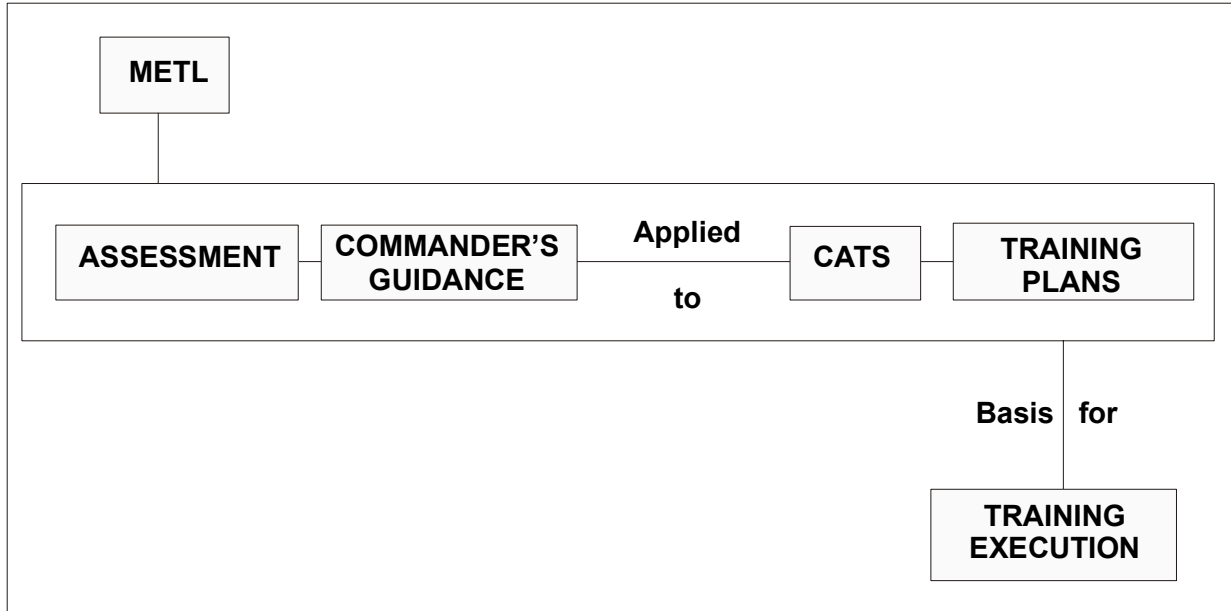 METL
ASSESSMENT
COMMANDER’S
GUIDANCE
Applied
to
CATS
TRAINING
PLANS
Basis for
TRAINING
EXECUTION